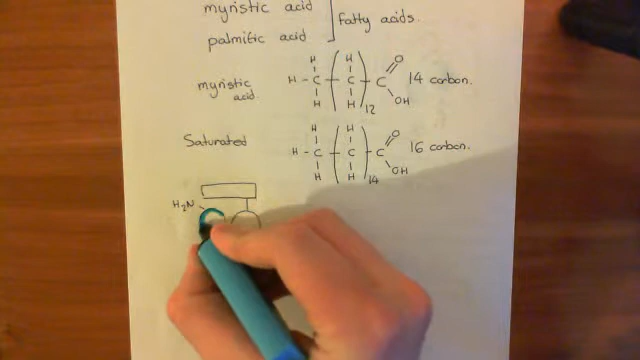 myristic acid
palmitic acid
fatty acids.
myristic acid.
H
H - C - ( C ) - C
H
H
H
12
O
OH
14 carbon.
Saturated
H
H - C - ( C ) - C
H
H
H
14
O
OH
16 carbon.
H₂N